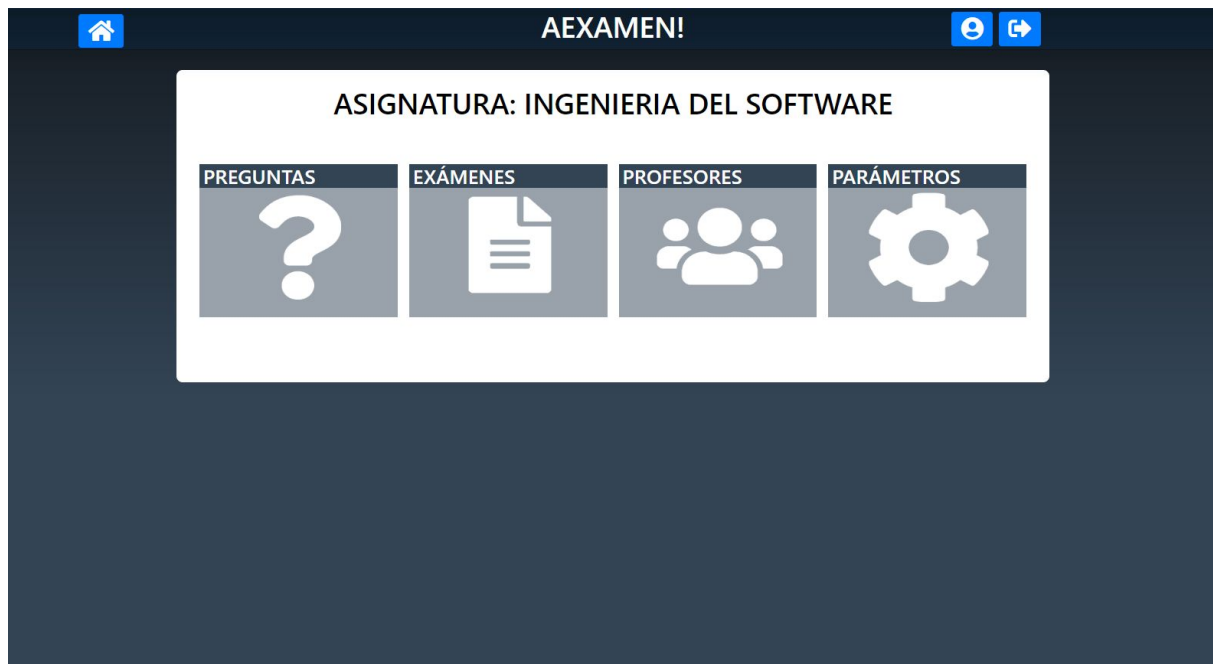 AEXAMEN!
ASIGNATURA: INGENIERIA DEL SOFTWARE
PREGUNTAS
EXÁMENES
PROFESORES
PARÁMETROS